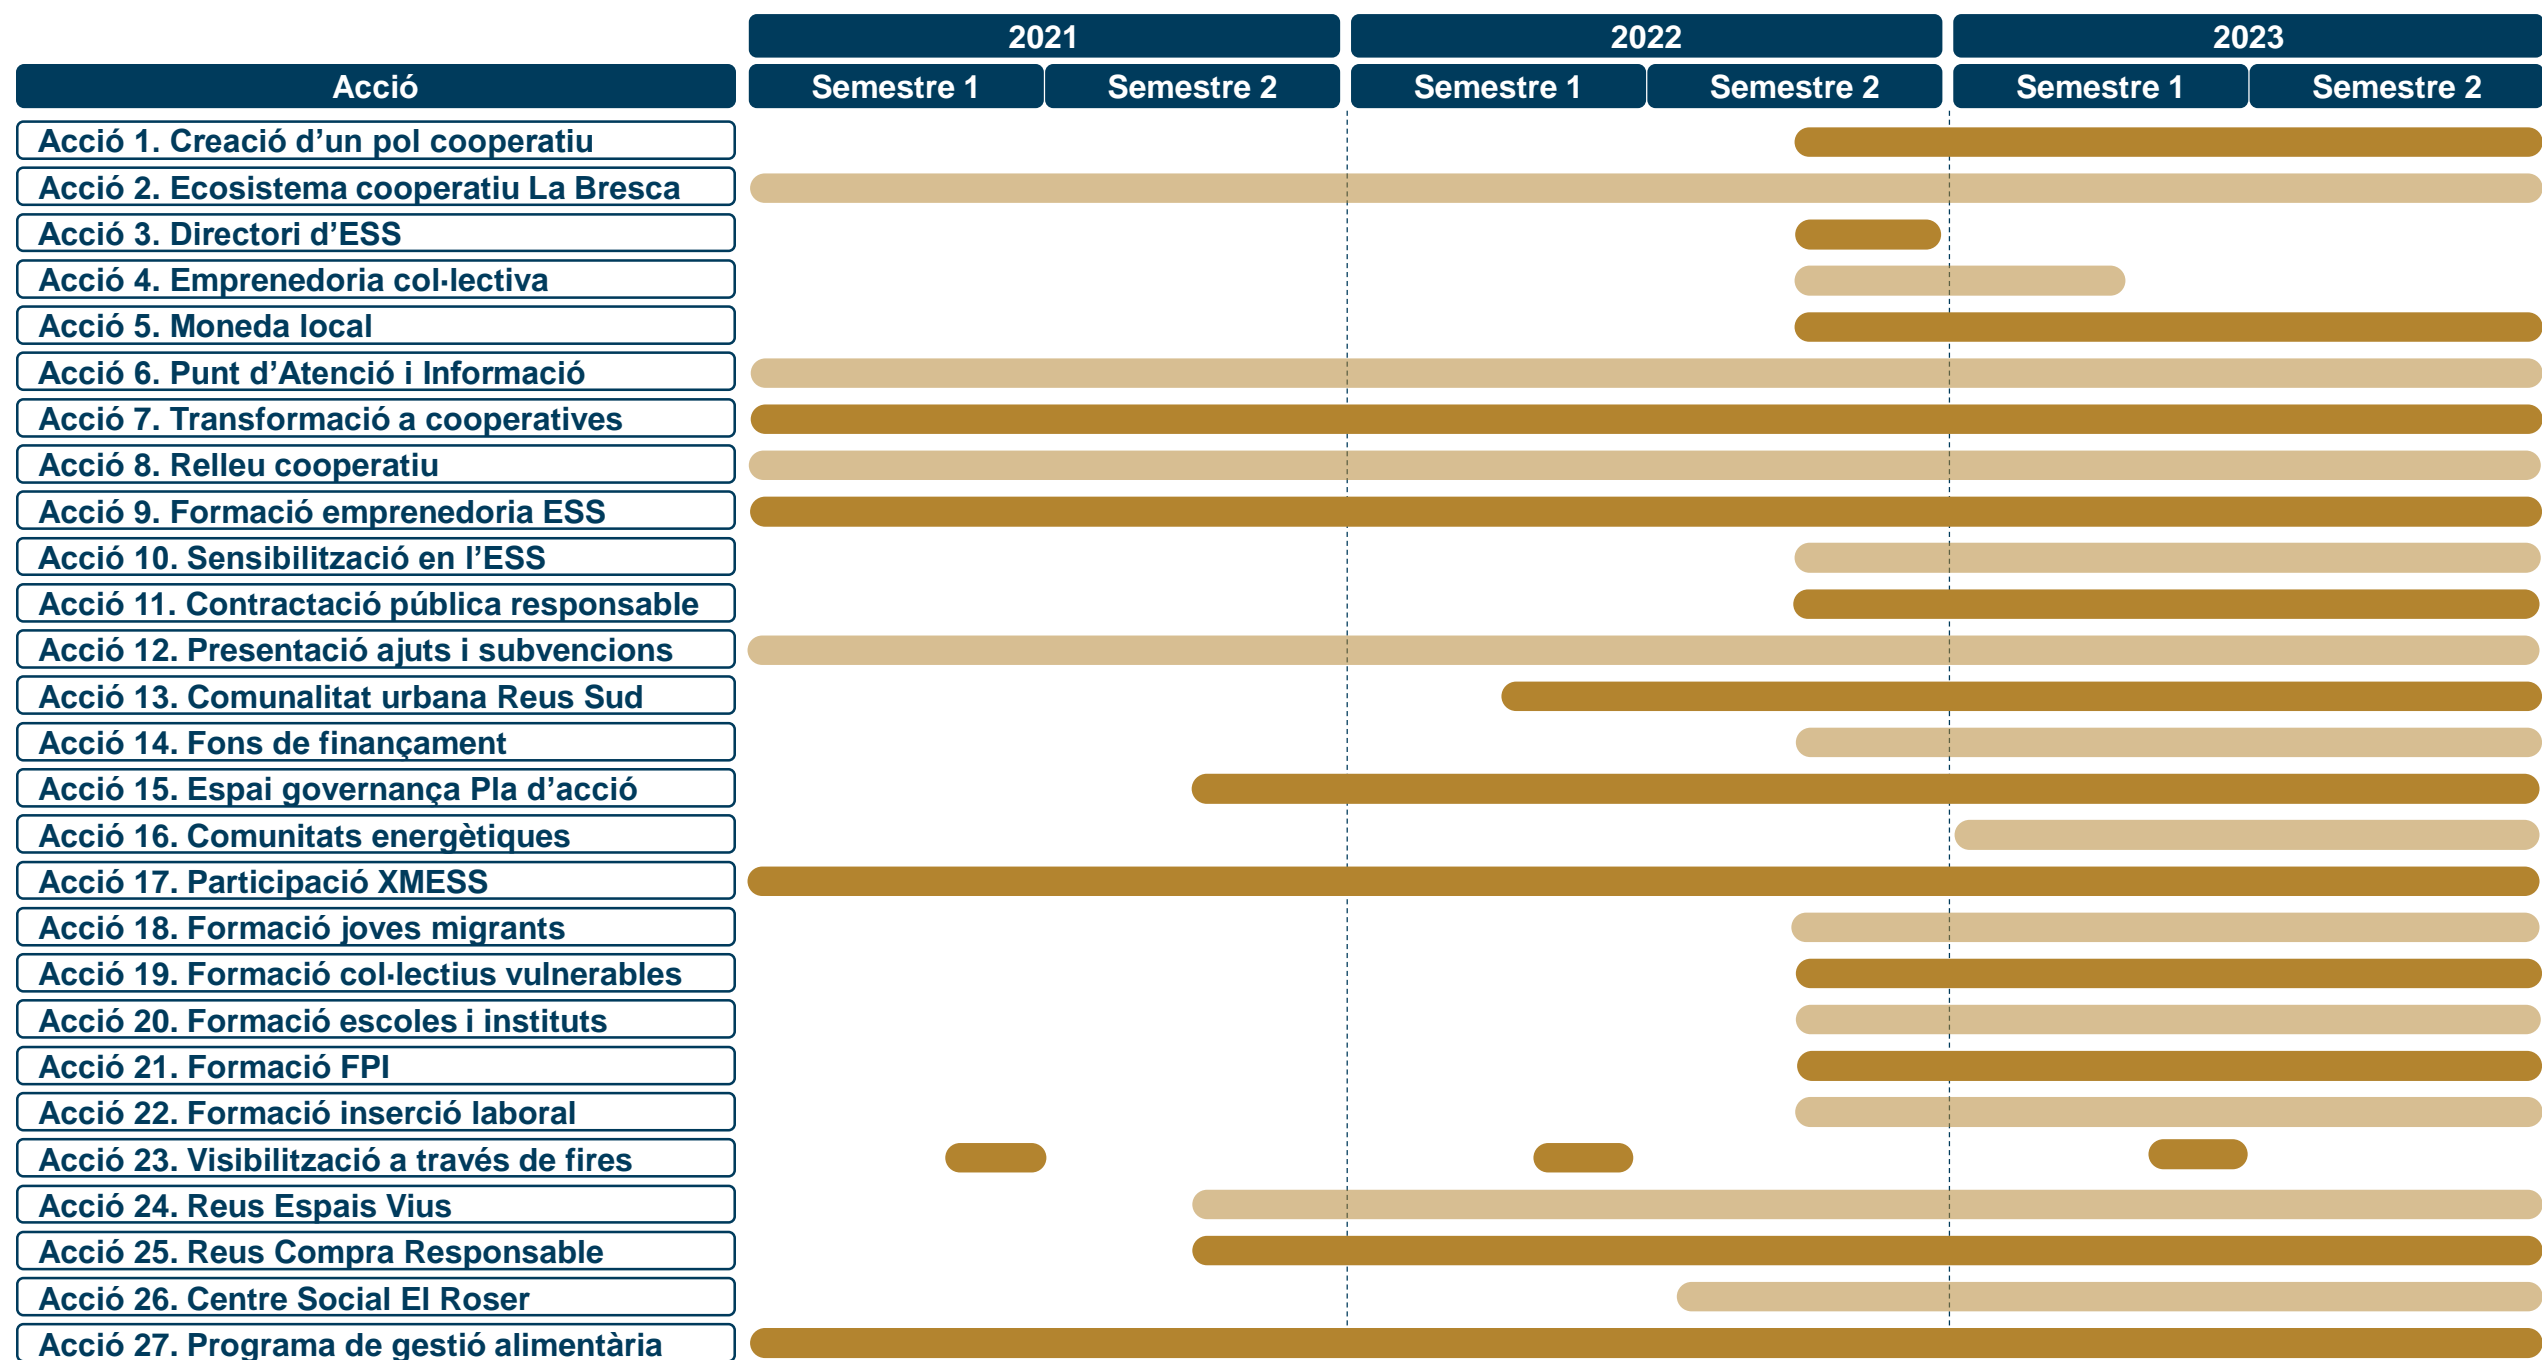 2021 2022 2023
Acció Semestre 1 Semestre 2 Semestre 1 Semestre 2 Semestre 1 Semestre 2
Acció 1. Creació d’un pol cooperatiu
Acció 2. Ecosistema cooperatiu La Bresca
Acció 3. Directori d’ESS
Acció 4. Emprenedoria col·lectiva
Acció 5. Moneda local
Acció 6. Punt d’Atenció i Informació
Acció 7. Transformació a cooperatives
Acció 8. Relleu cooperatiu
Acció 9. Formació emprenedoria ESS
Acció 10. Sensibilització en l’ESS
Acció 11. Contractació pública responsable
Acció 12. Presentació ajuts i subvencions
Acció 13. Comunalitat urbana Reus Sud
Acció 14. Fons de finançament
Acció 15. Espai governança Pla d’acció
Acció 16. Comunitats energètiques
Acció 17. Participació XMESS
Acció 18. Formació joves migrants
Acció 19. Formació col·lectius vulnerables
Acció 20. Formació escoles i instituts
Acció 21. Formació FPI
Acció 22. Formació inserció laboral
Acció 23. Visibilització a través de fires
Acció 24. Reus Espais Vius
Acció 25. Reus Compra Responsable
Acció 26. Centre Social El Roser
Acció 27. Programa de gestió alimentària